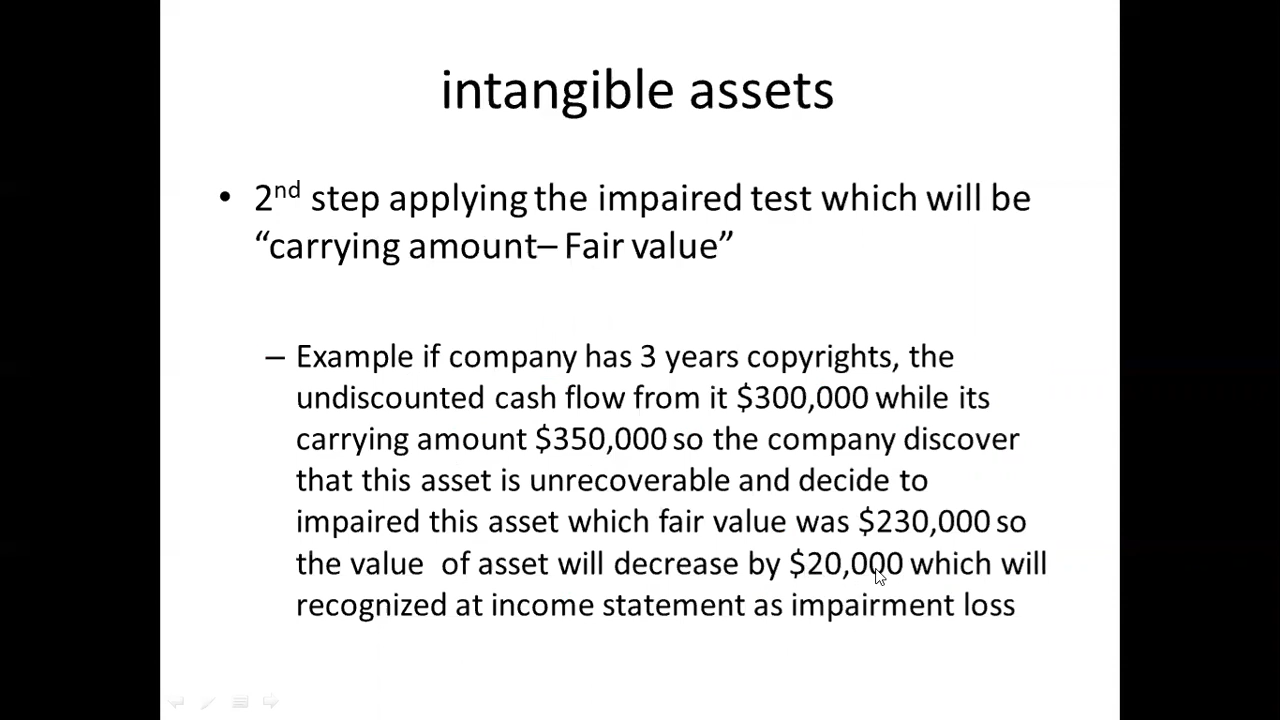 intangible assets
• 2nd step applying the impaired test which will be
“carrying amount– Fair value”
– Example if company has 3 years copyrights, the
undiscounted cash flow from it $300,000 while its
carrying amount $350,000 so the company discover
that this asset is unrecoverable and decide to
impaired this asset which fair value was $230,000 so
the value of asset will decrease by $20,000 which will
recognized at income statement as impairment loss